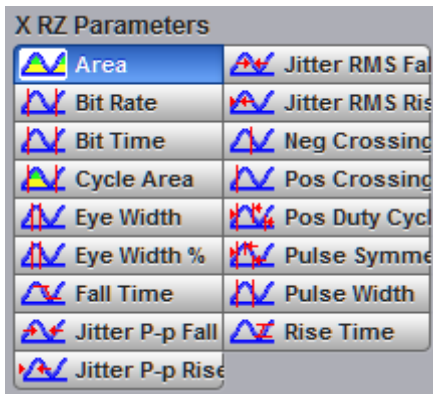 X RZ Parameters
Area
Bit Rate
Bit Time
Cycle Area
Eye Width
Eye Width %
Fall Time
Jitter P-p Fall
Jitter P-p Rise
Jitter RMS Fal
Jitter RMS Ris
Neg Crossing
Pos Crossing
Pos Duty Cycl
Pulse Symme
Pulse Width
Rise Time